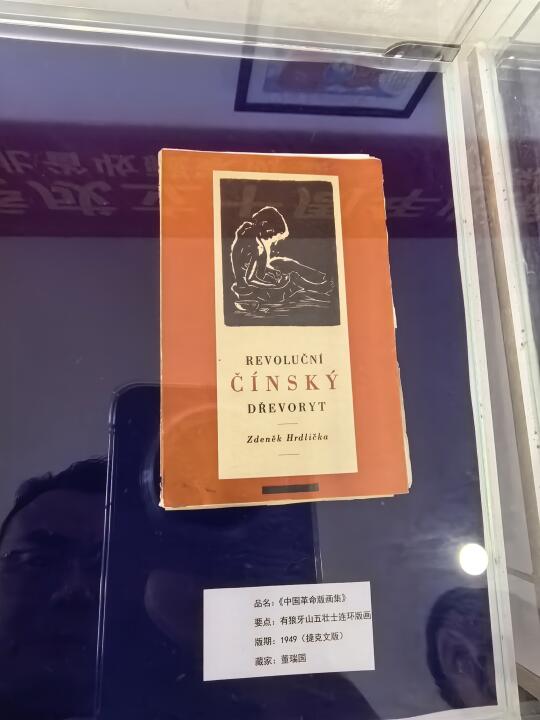 REVOLUČNÍ
ČÍNSKÝ
DŘEVORYT
Zdeněk Hrdlička
品名：《中国革命版画集》
要点：有狼牙山五壮士连环版画
版期：1949（捷克文版）
藏家：董瑞国